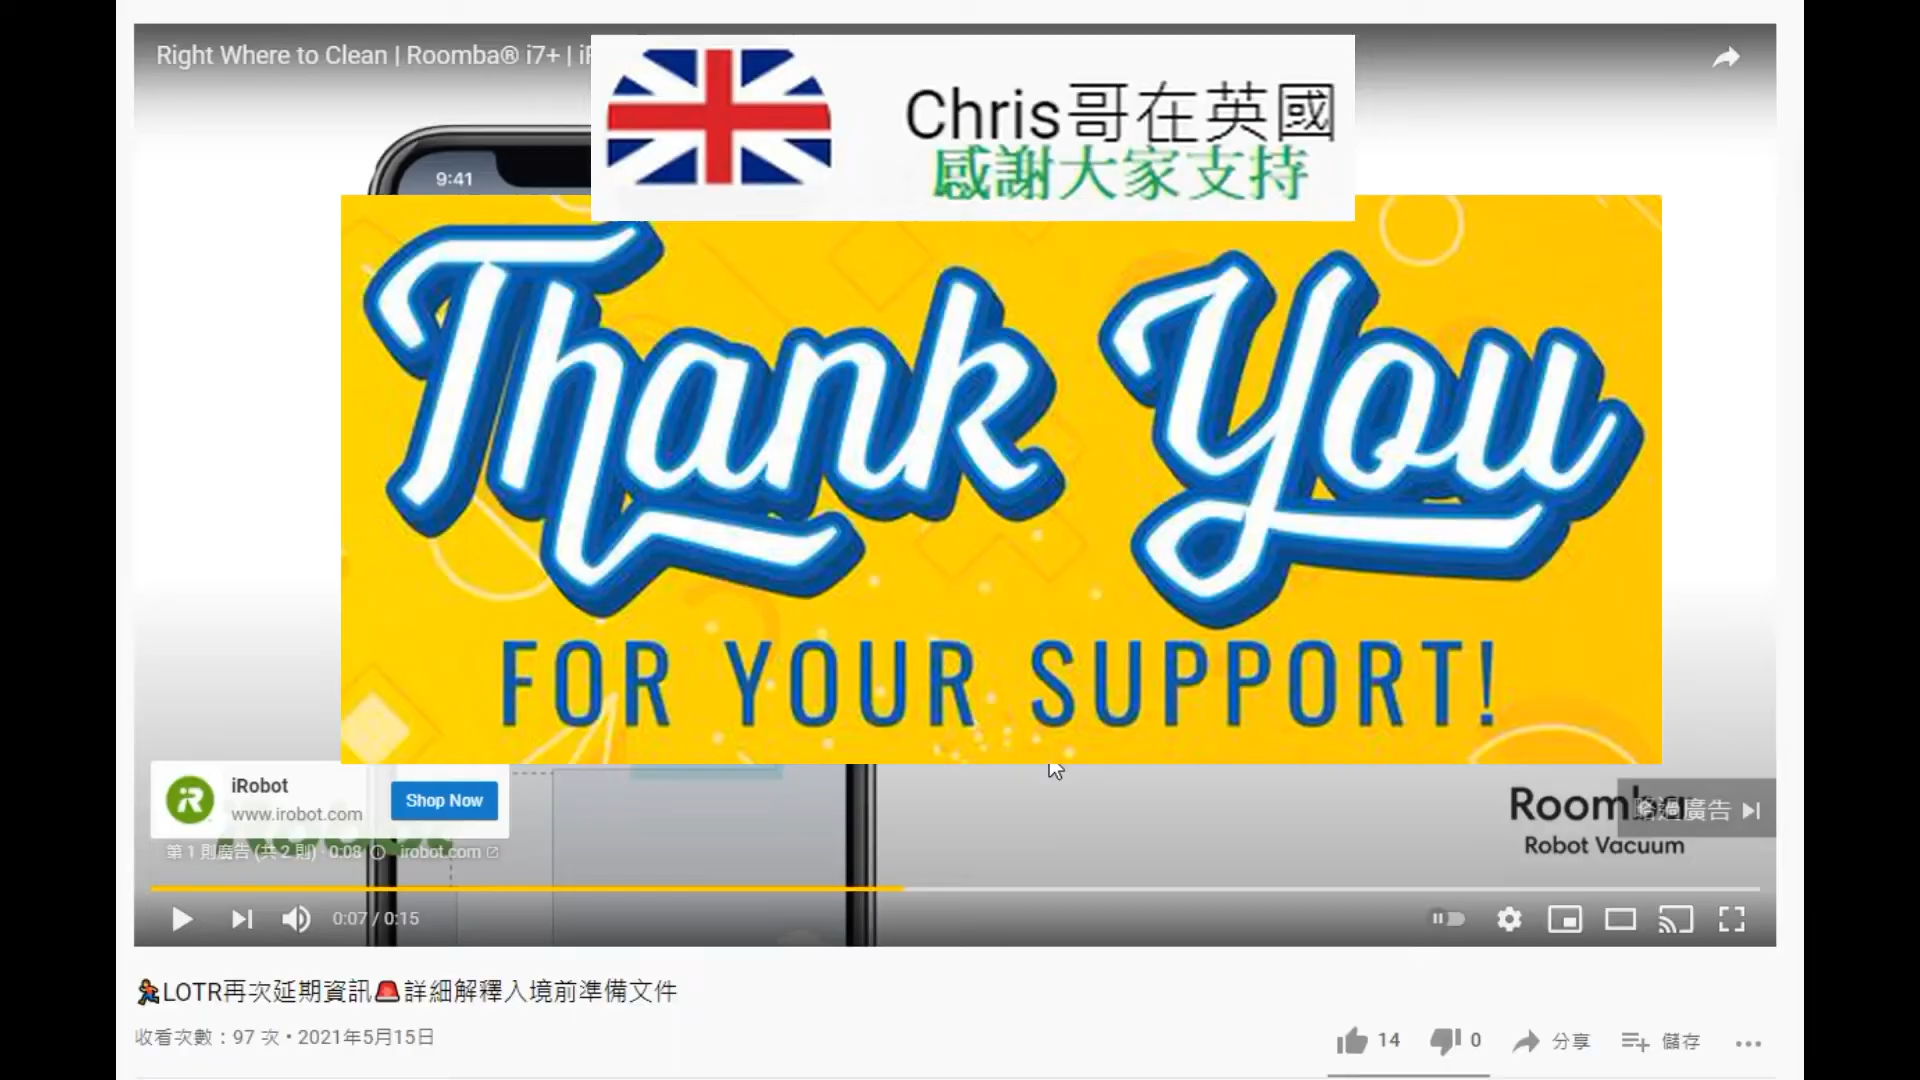 Right Where to Clean | Roomba® i7+ |
Chris哥在英國
感謝大家支持
9:41
Thank You
FOR YOUR SUPPORT!
iRobot
www.irobot.com
Shop Now
Roomba
略過廣告
Robot Vacuum
第 1 則廣告 (共 2 則) · 0:08 irobot.com
0:07 / 0:15
LOTR再次延期資訊🚨詳細解釋入境前準備文件
收看次數：97 次 • 2021年5月15日
14 0 分享 儲存